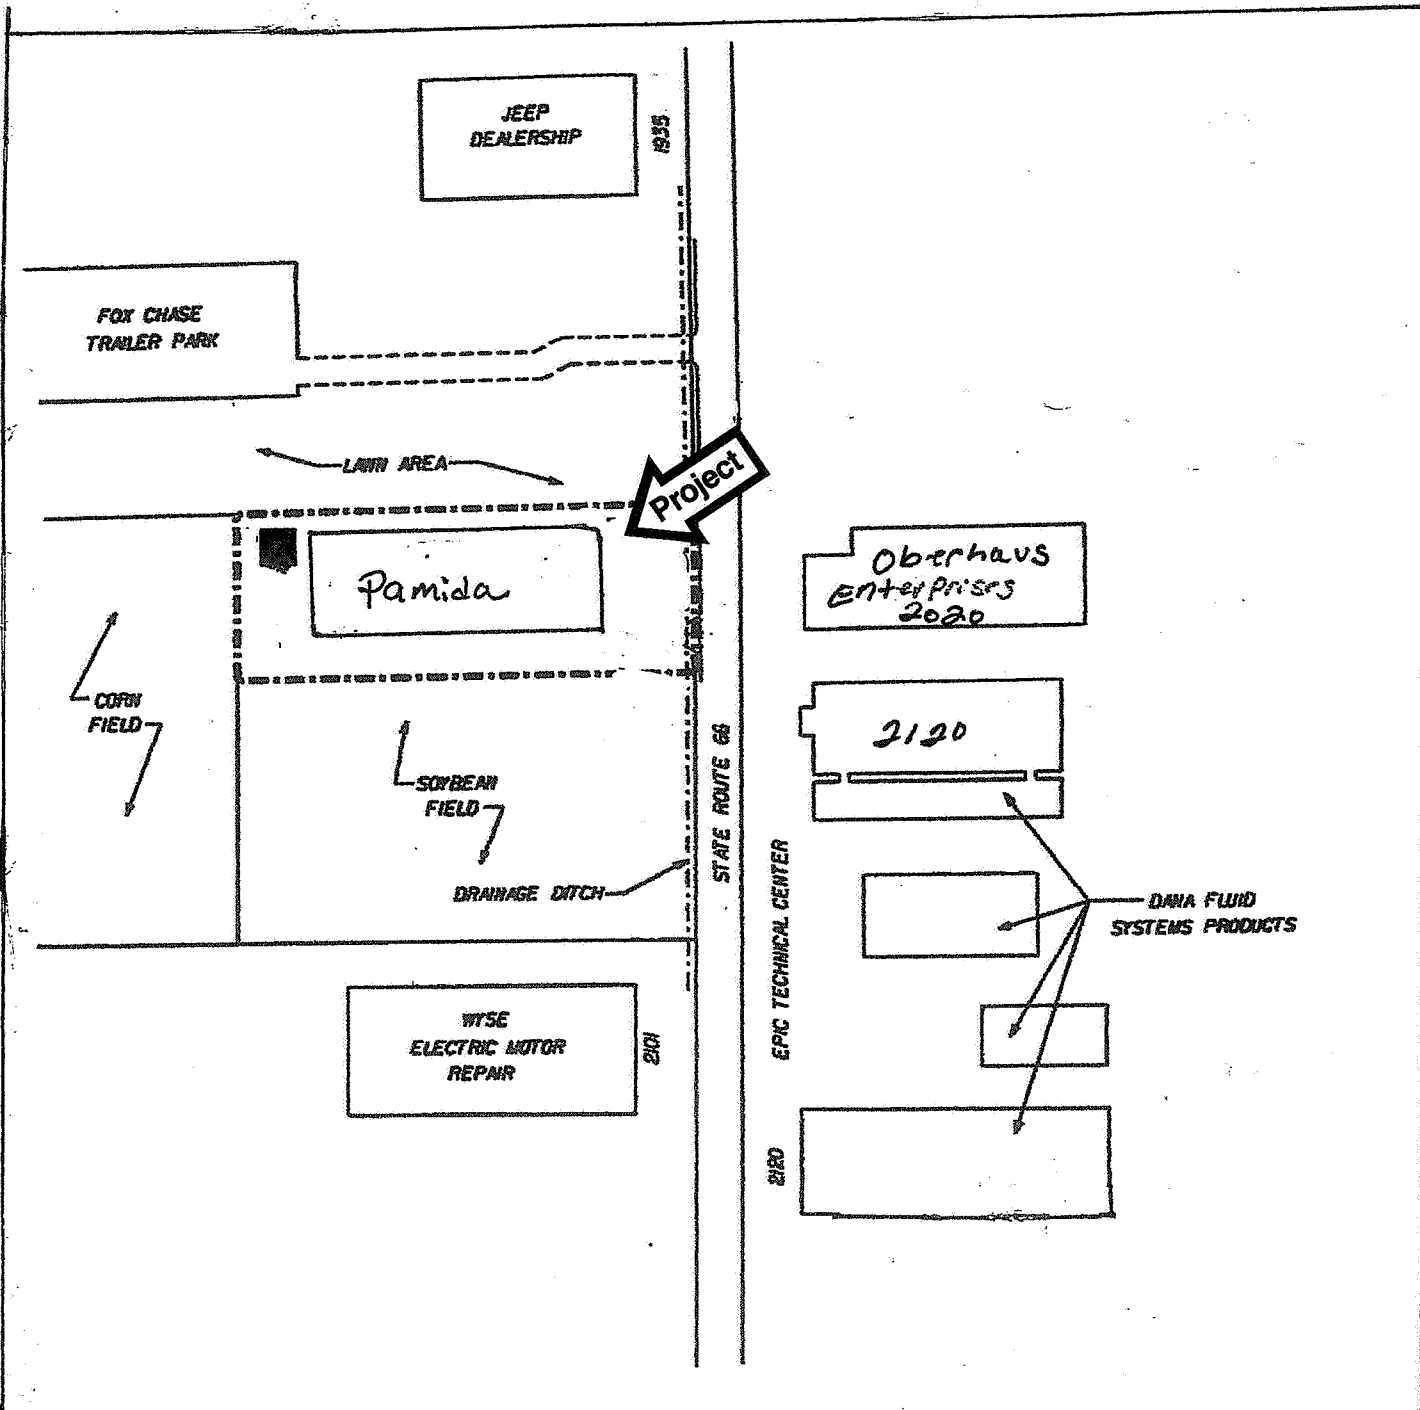 JEEP
DEALERSHIP
1935
FOX CHASE
TRAILER PARK
LAWN AREA
Project
Pamida
Oberhaus
Enterprises
2020
CORN
FIELD
2120
SOYBEAN
FIELD
STATE ROUTE 66
DRAINAGE DITCH
EPIC TECHNICAL CENTER
DANA FLUID
SYSTEMS PRODUCTS
WYSE
ELECTRIC MOTOR
REPAIR
2101
2120